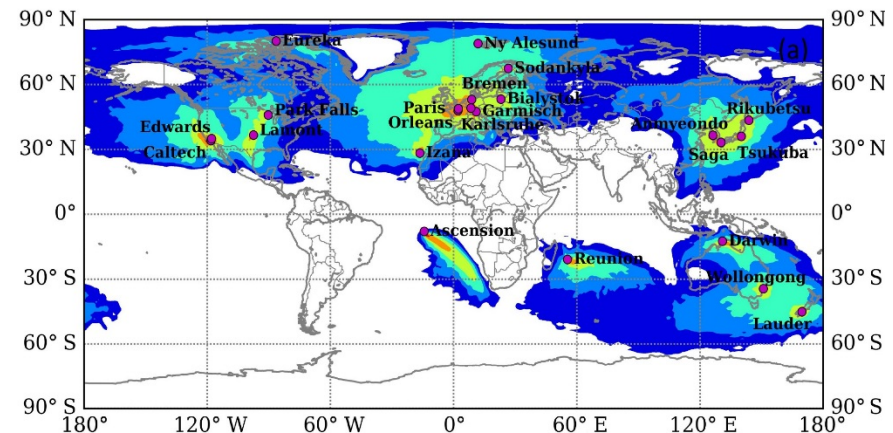 90° N
90° N
(a)
Eureka
Ny Alesund
Sodankyla
60° N
60° N
Bremen
Bialystok
Paris
Garmisch
Orleans
Karlsruhe
Park Falls
Edwards
Lamont
Caltech
Rikubetsu
Anmyeondo
Saga
Tsukuba
30° N
30° N
Izana
0°
0°
Ascension
Darwin
Reunion
30° S
30° S
Wollongong
Lauder
60° S
60° S
90° S
90° S
180°
120° W
60° W
0°
60° E
120° E
180°